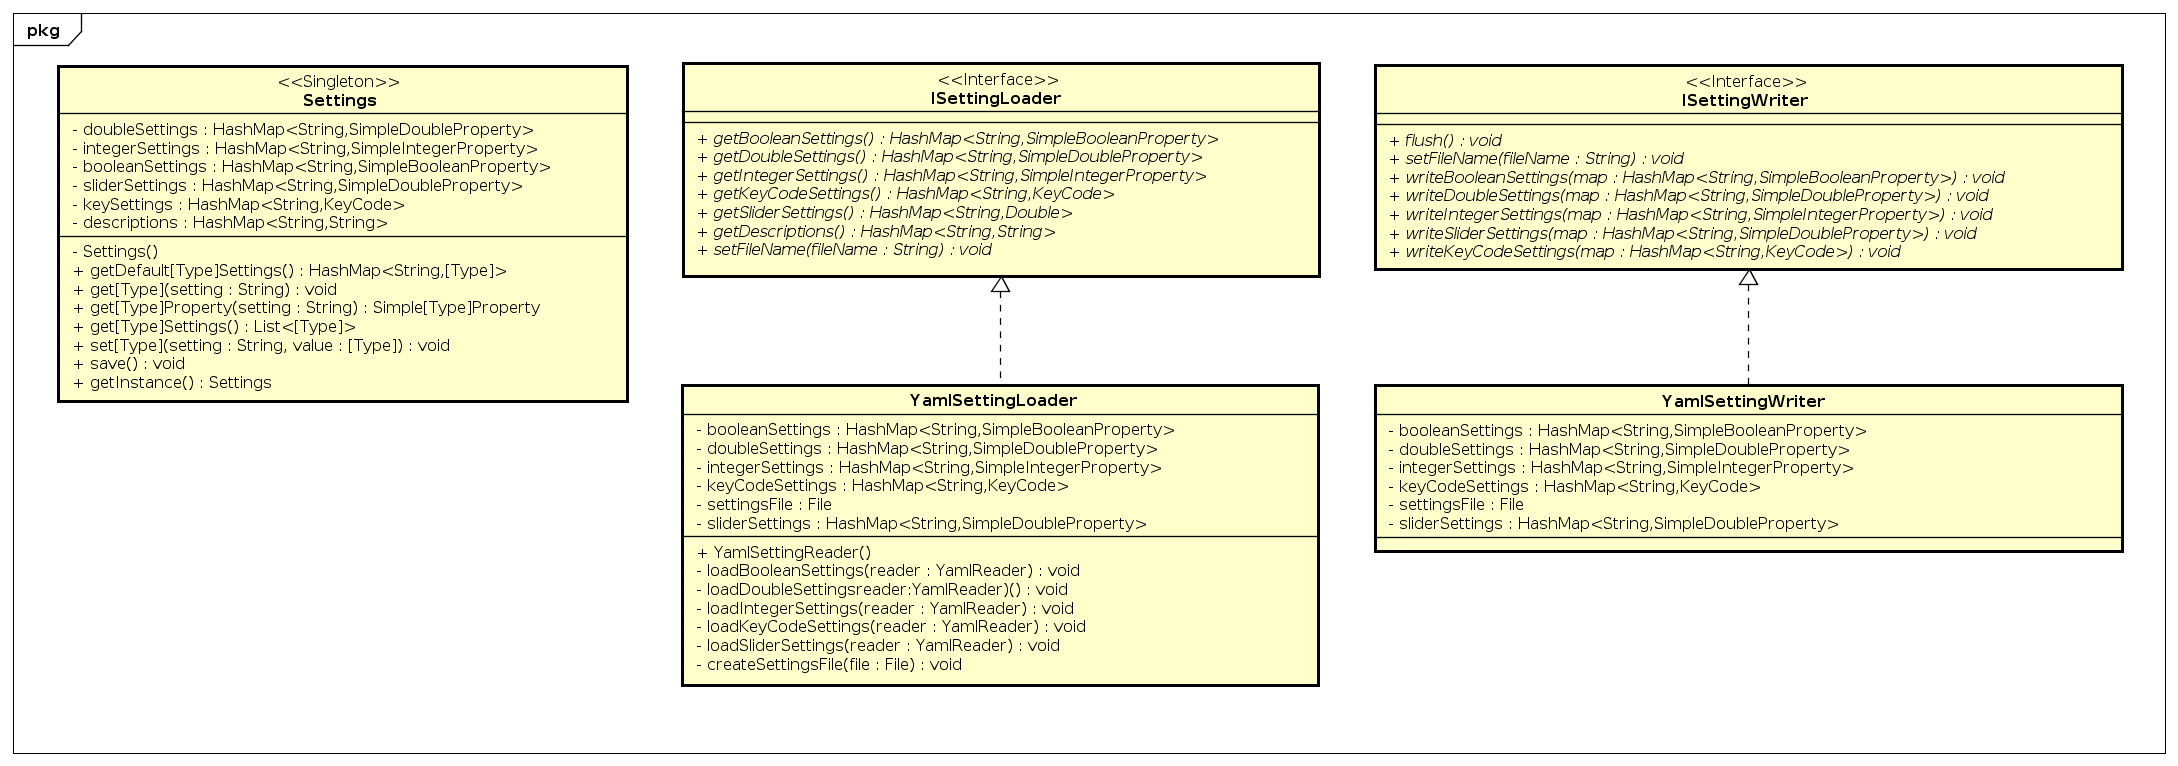 pkg
<<Singleton>>
Settings
- doubleSettings : HashMap<String,SimpleDoubleProperty>
- integerSettings : HashMap<String,SimpleIntegerProperty>
- booleanSettings : HashMap<String,SimpleBooleanProperty>
- sliderSettings : HashMap<String,SimpleDoubleProperty>
- keySettings : HashMap<String,KeyCode>
- descriptions : HashMap<String,String>
- Settings()
+ getDefault[Type]Settings() : HashMap<String,[Type]>
+ get[Type](setting : String) : void
+ get[Type]Property(setting : String) : Simple[Type]Property
+ get[Type]Settings() : List<[Type]>
+ set[Type](setting : String, value : [Type]) : void
+ save() : void
+ getInstance() : Settings
<<Interface>>
ISettingLoader
+ getBooleanSettings() : HashMap<String,SimpleBooleanProperty>
+ getDoubleSettings() : HashMap<String,SimpleDoubleProperty>
+ getIntegerSettings() : HashMap<String,SimpleIntegerProperty>
+ getKeyCodeSettings() : HashMap<String,KeyCode>
+ getSliderSettings() : HashMap<String,Double>
+ getDescriptions() : HashMap<String,String>
+ setFileName(fileName : String) : void
<<Interface>>
ISettingWriter
+ flush() : void
+ setFileName(fileName : String) : void
+ writeBooleanSettings(map : HashMap<String,SimpleBooleanProperty>) : void
+ writeDoubleSettings(map : HashMap<String,SimpleDoubleProperty>) : void
+ writeIntegerSettings(map : HashMap<String,SimpleIntegerProperty>) : void
+ writeSliderSettings(map : HashMap<String,SimpleDoubleProperty>) : void
+ writeKeyCodeSettings(map : HashMap<String,KeyCode>) : void
YamlSettingLoader
- booleanSettings : HashMap<String,SimpleBooleanProperty>
- doubleSettings : HashMap<String,SimpleDoubleProperty>
- integerSettings : HashMap<String,SimpleIntegerProperty>
- keyCodeSettings : HashMap<String,KeyCode>
- settingsFile : File
- sliderSettings : HashMap<String,SimpleDoubleProperty>
+ YamlSettingReader()
- loadBooleanSettings(reader : YamlReader) : void
- loadDoubleSettingsreader:YamlReader)() : void
- loadIntegerSettings(reader : YamlReader) : void
- loadKeyCodeSettings(reader : YamlReader) : void
- loadSliderSettings(reader : YamlReader) : void
- createSettingsFile(file : File) : void
YamlSettingWriter
- booleanSettings : HashMap<String,SimpleBooleanProperty>
- doubleSettings : HashMap<String,SimpleDoubleProperty>
- integerSettings : HashMap<String,SimpleIntegerProperty>
- keyCodeSettings : HashMap<String,KeyCode>
- settingsFile : File
- sliderSettings : HashMap<String,SimpleDoubleProperty>